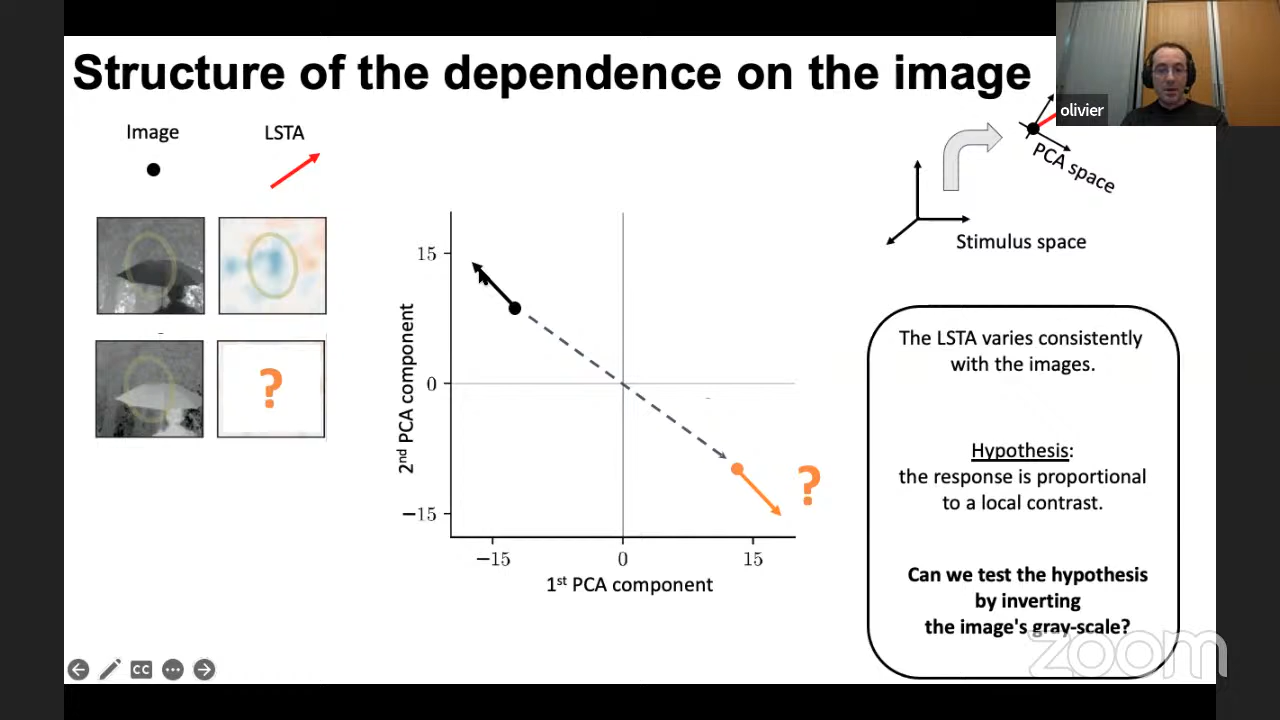 Structure of the dependence on the image
olivier
Image
LSTA
PCA space
Stimulus space
?
15
0
−15
2nd PCA component
−15
0
15
1st PCA component
?
The LSTA varies consistently
with the images.
Hypothesis:
the response is proportional
to a local contrast.
Can we test the hypothesis
by inverting
the image's gray-scale?
CC
zoom